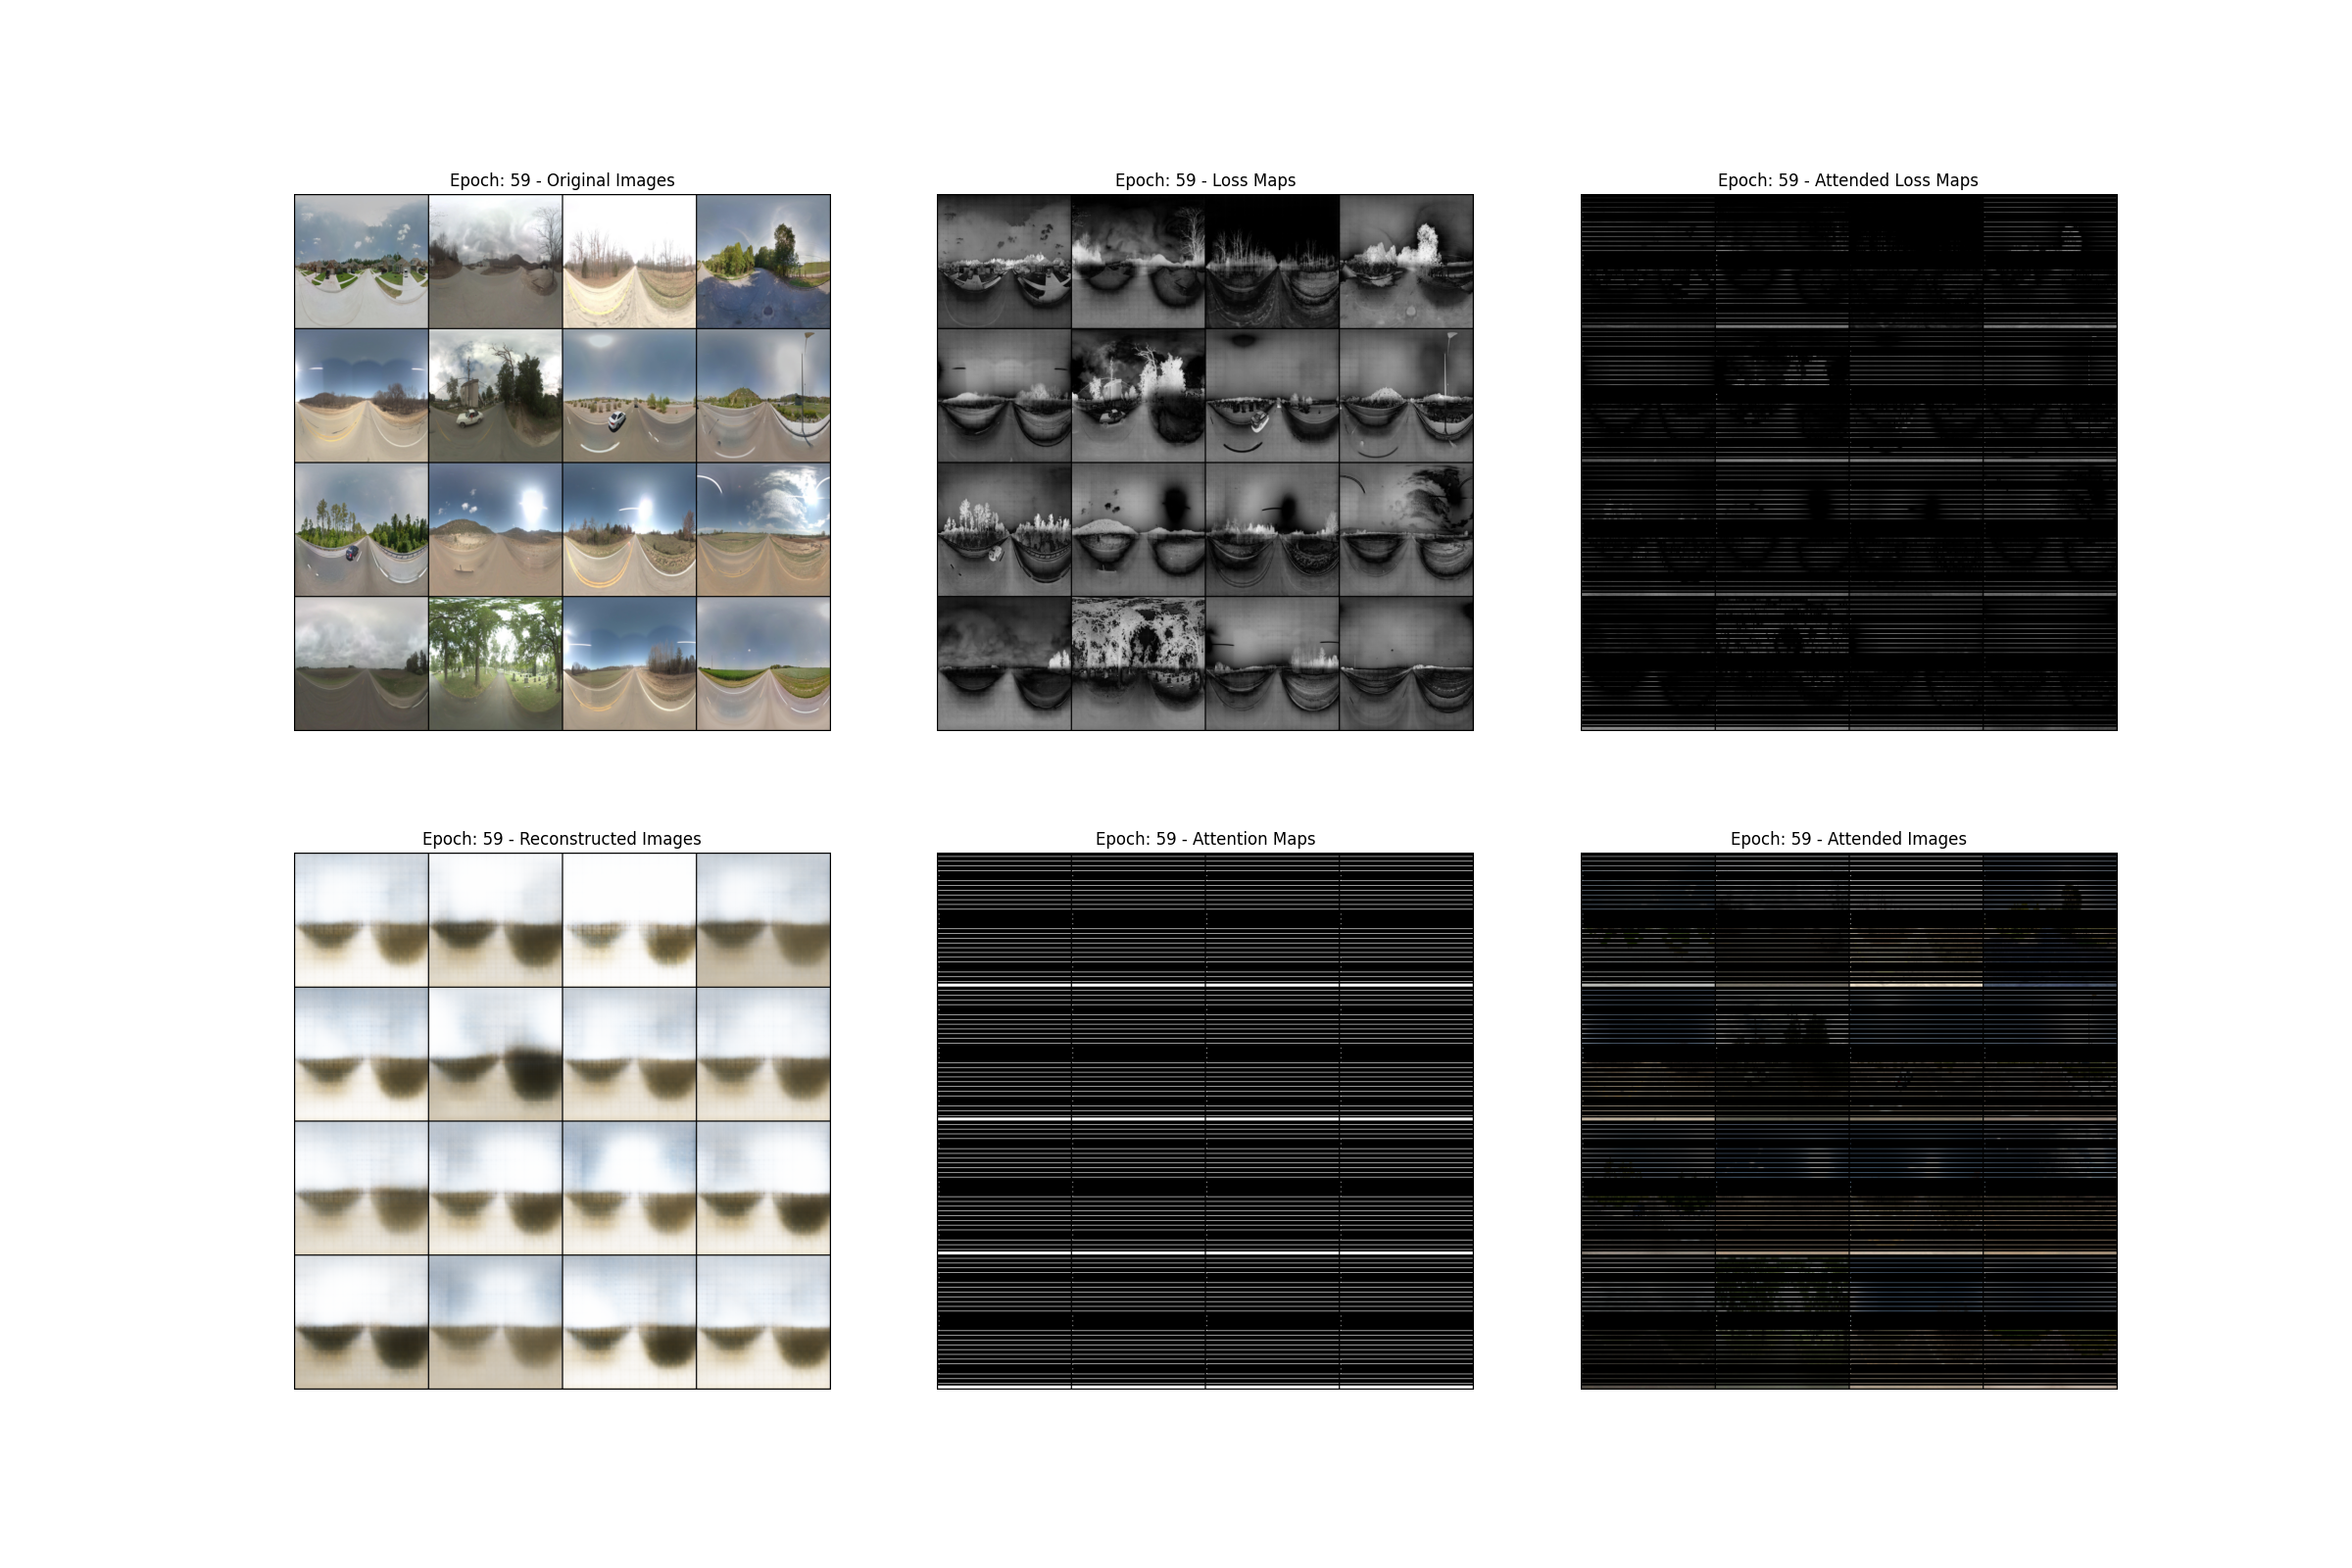 Epoch: 59 - Original Images
Epoch: 59 - Loss Maps
Epoch: 59 - Attended Loss Maps
Epoch: 59 - Reconstructed Images
Epoch: 59 - Attention Maps
Epoch: 59 - Attended Images